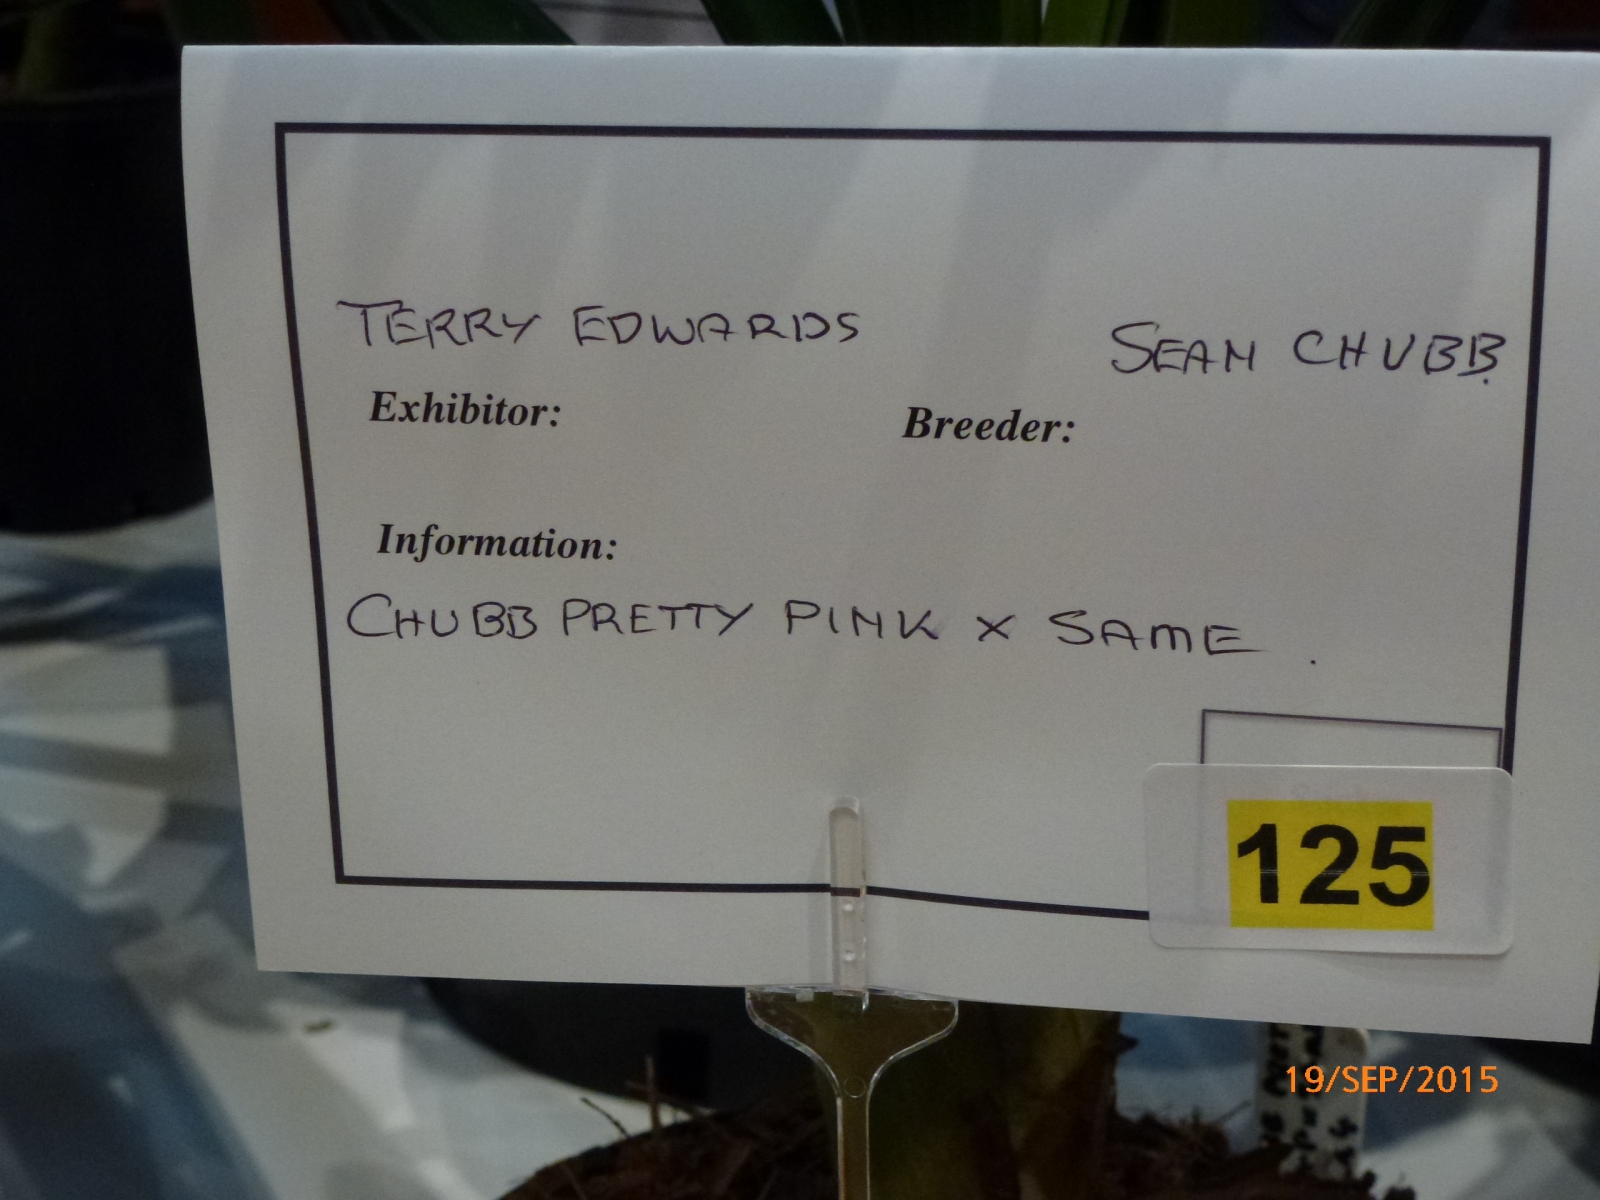 TERRY EDWARDS
SEAN CHUBB.
Exhibitor:
Breeder:
Information:
CHUBB PRETTY PINK X SAME.
125
19/SEP/2015